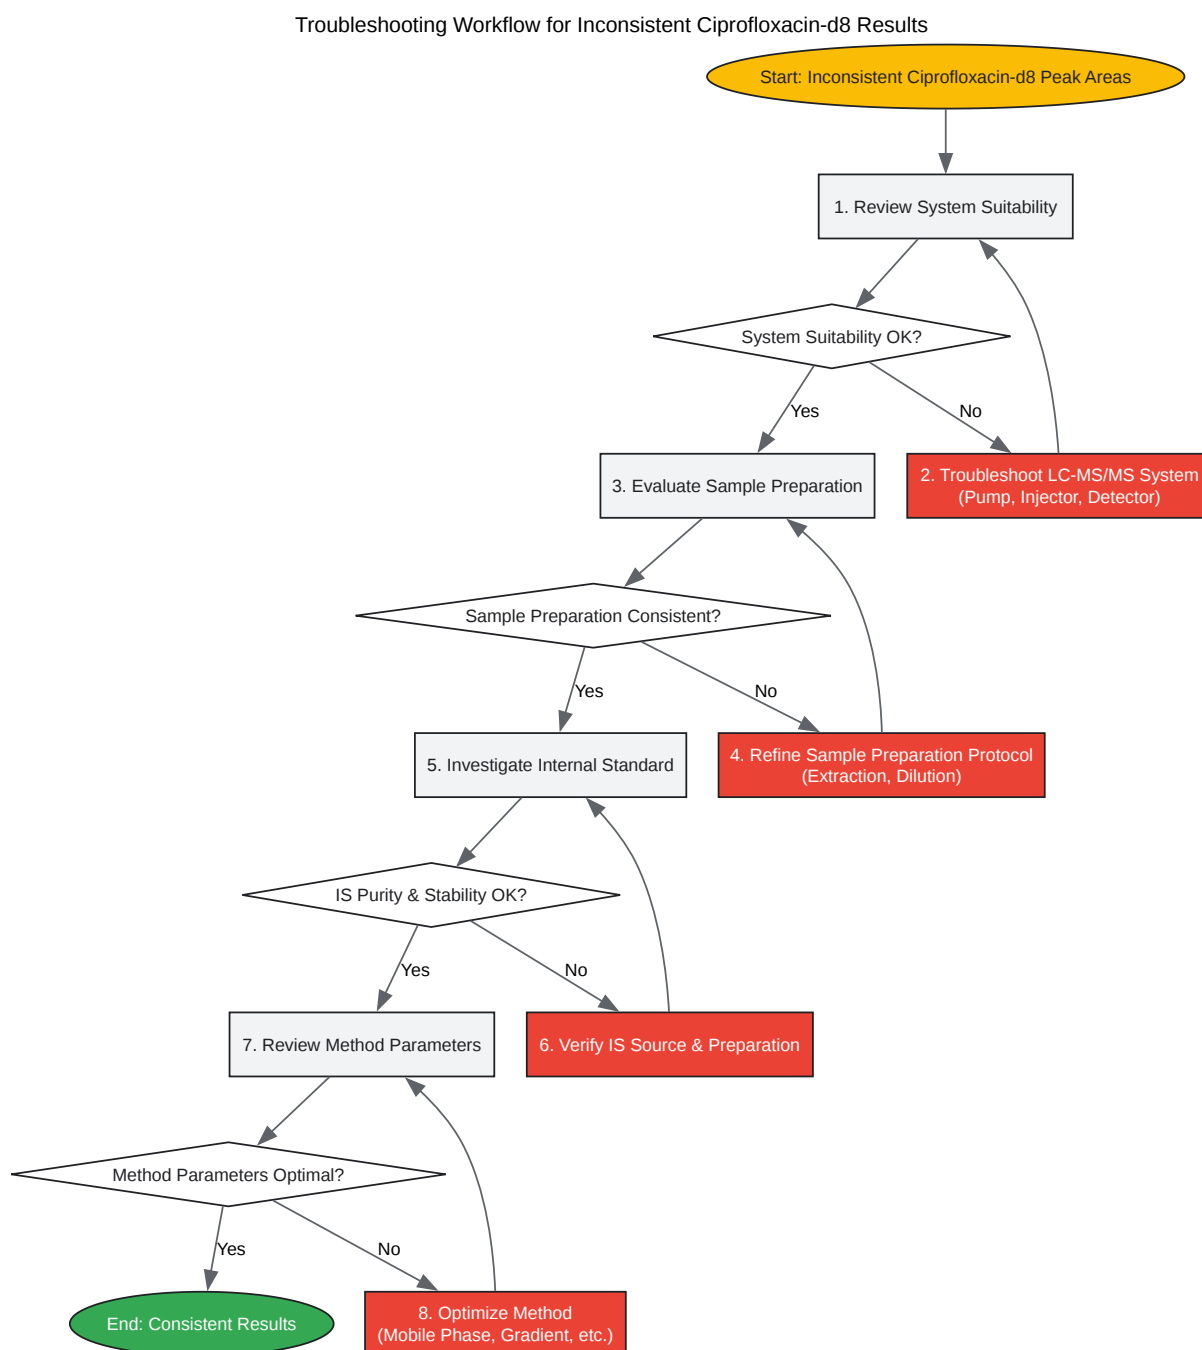 Troubleshooting Workflow for Inconsistent Ciprofloxacin-d8 Results
Start: Inconsistent Ciprofloxacin-d8 Peak Areas
1. Review System Suitability
System Suitability OK?
Yes
No
3. Evaluate Sample Preparation
2. Troubleshoot LC-MS/MS System
(Pump, Injector, Detector)
Sample Preparation Consistent?
Yes
No
5. Investigate Internal Standard
4. Refine Sample Preparation Protocol
(Extraction, Dilution)
IS Purity & Stability OK?
Yes
No
7. Review Method Parameters
6. Verify IS Source & Preparation
Method Parameters Optimal?
Yes
No
End: Consistent Results
8. Optimize Method
(Mobile Phase, Gradient, etc.)